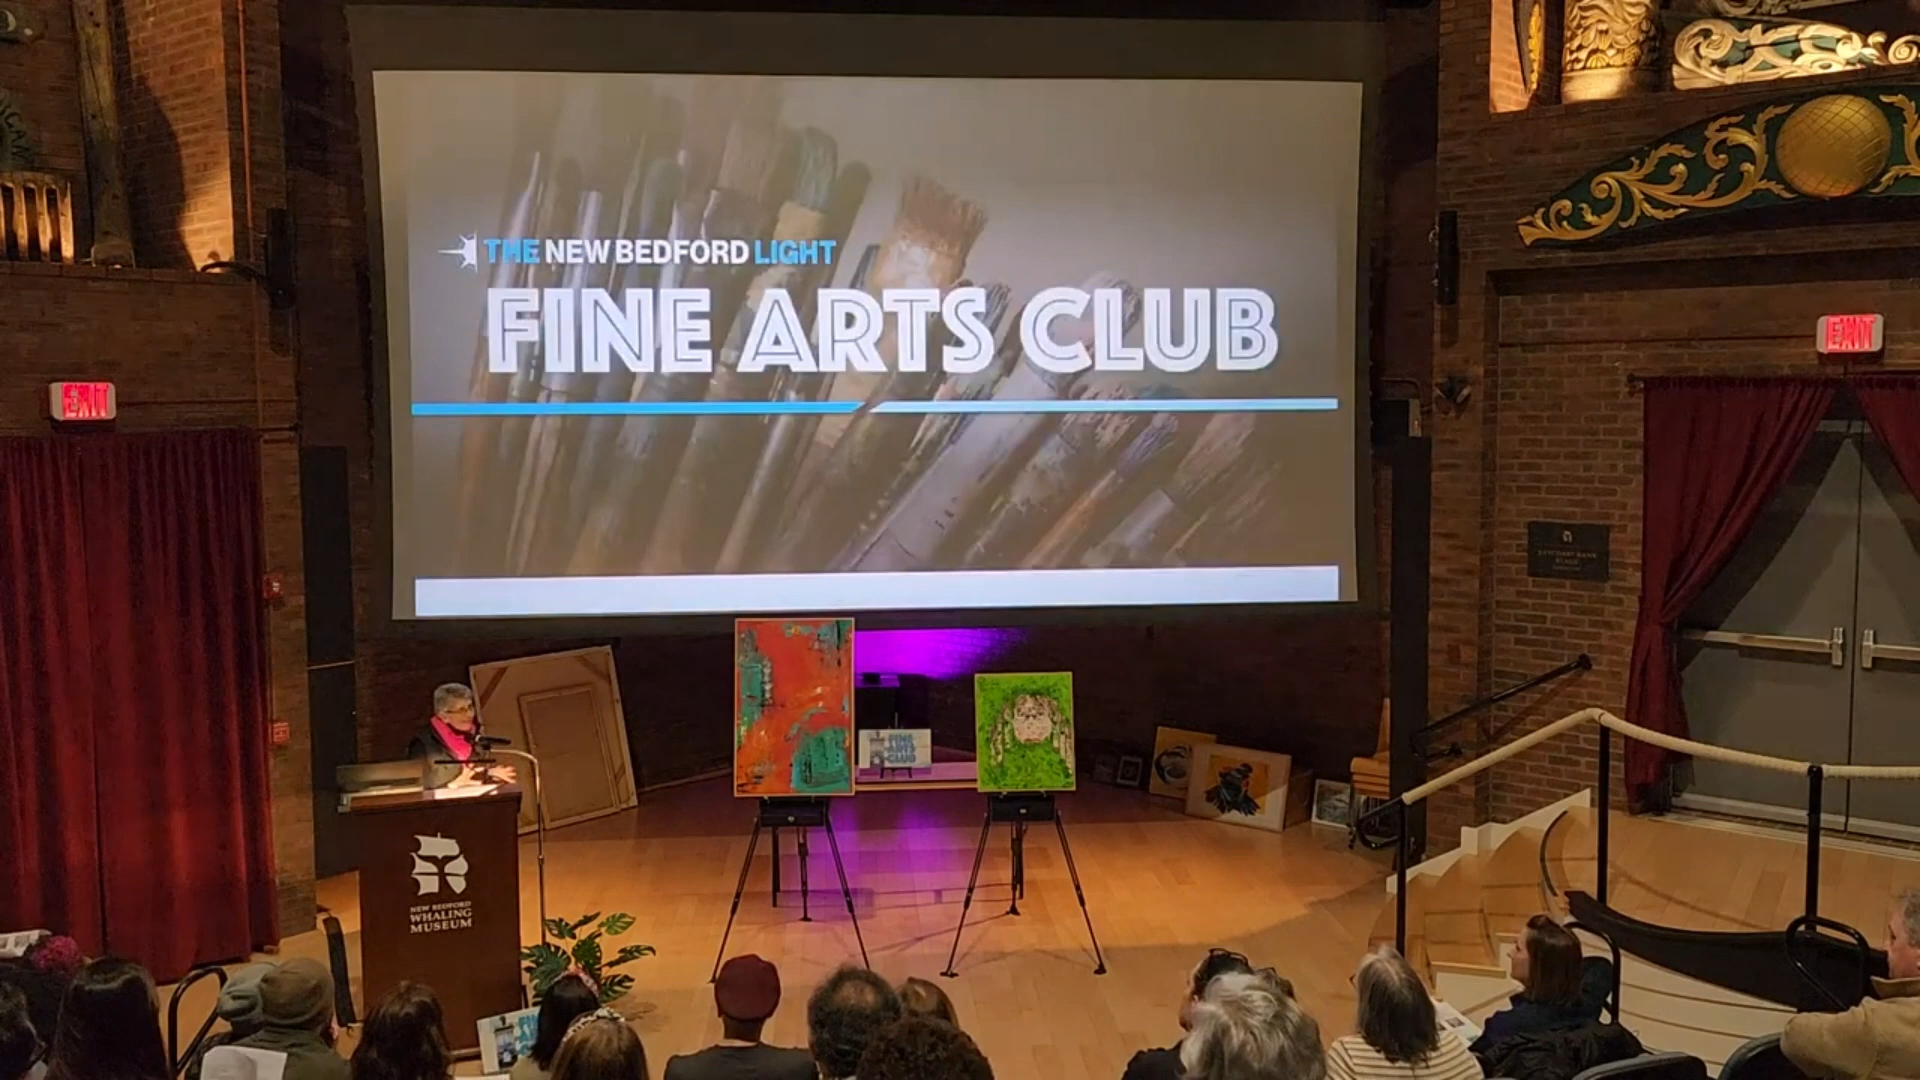 THE NEW BEDFORD LIGHT
FINE ARTS CLUB
EXIT
EXIT
FINE
ARTS
CLUB
NEW BEDFORD
WHALING
MUSEUM